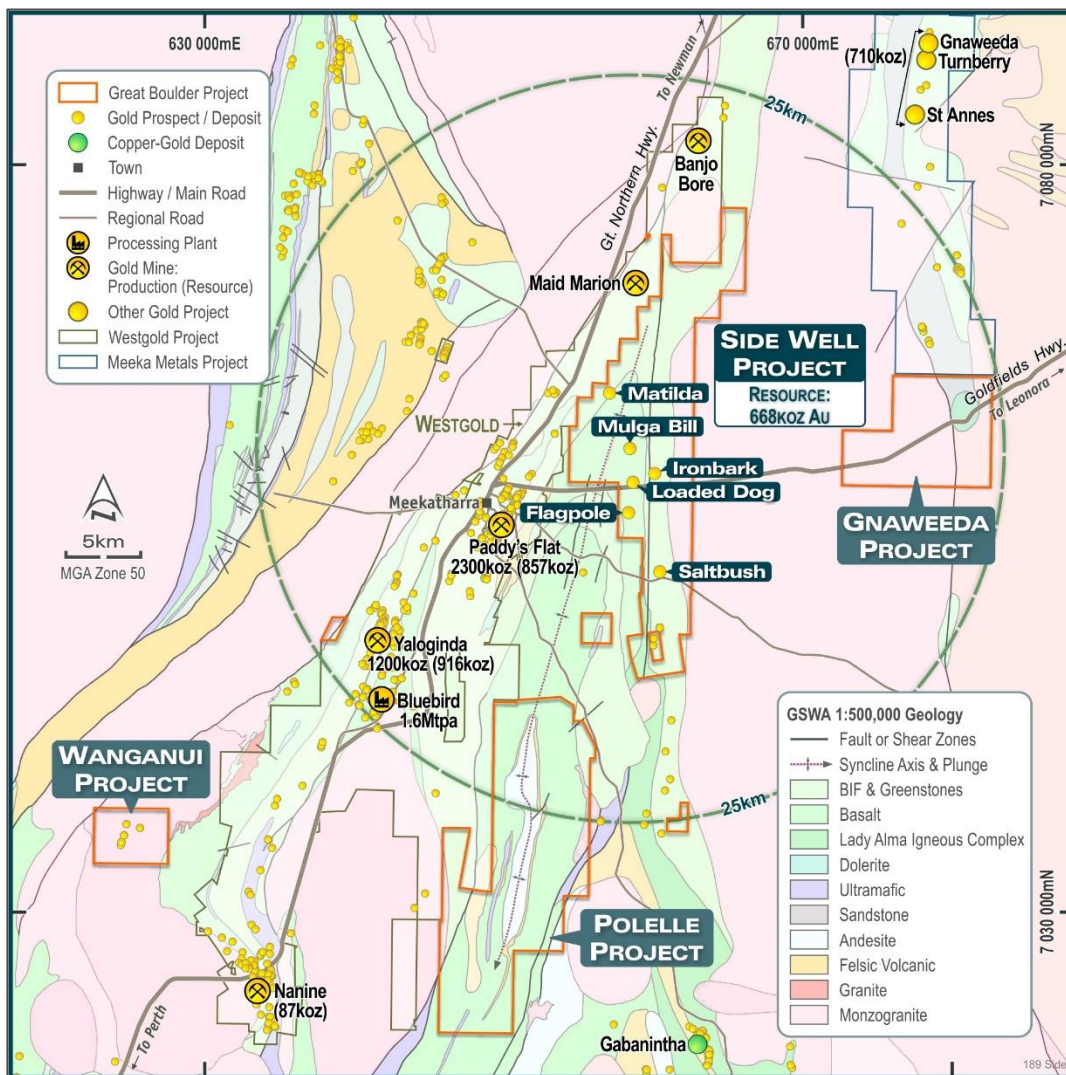 630 000mE
670 000mE
To Newman
Great Boulder Project
Gold Prospect / Deposit
Copper-Gold Deposit
Town
Highway / Main Road
Regional Road
Processing Plant
Gold Mine:
Production (Resource)
Other Gold Project
Westgold Project
Meeka Metals Project
(710koz)
Gnaweeda
Turnberry
St Annes
25km
Banjo
Bore
7 080 000mN
Gt. Northern Hwy.
Maid Marion
SIDE WELL
PROJECT
RESOURCE:
668KOZ AU
Goldfields Hwy.
To Leonora
Matilda
WESTGOLD
Mulga Bill
Ironbark
Loaded Dog
Meekatharra
Flagpole
GNAWEEDA
PROJECT
5km
MGA Zone 50
Paddy's Flat
2300koz (857koz)
Saltbush
Yaloginda
1200koz (916koz)
Bluebird
1.6Mtpa
WANGANUI
PROJECT
25km
GSWA 1:500,000 Geology
Fault or Shear Zones
Syncline Axis & Plunge
BIF & Greenstones
Basalt
Lady Alma Igneous Complex
Dolerite
Ultramafic
Sandstone
Andesite
Felsic Volcanic
Granite
Monzogranite
7 030 000mN
POLELLE
PROJECT
Nanine
(87koz)
To Perth
Gabanintha
189 Side